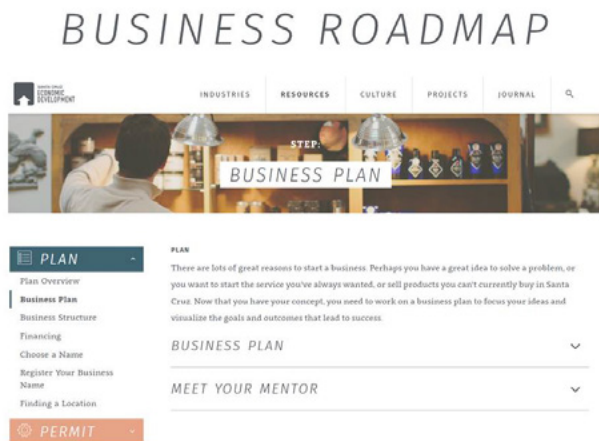 BUSINESS ROADMAP
SANTA CRUZ
ECONOMIC
DEVELOPMENT
INDUSTRIES
RESOURCES
CULTURE
PROJECTS
JOURNAL
STEP:
BUSINESS PLAN
PLAN
Plan Overview
Business Plan
Business Structure
Financing
Choose a Name
Register Your Business
Name
Finding a Location
PERMIT
PLAN
There are lots of great reasons to start a business. Perhaps you have a great idea to solve a problem, or
you want to start the service you've always wanted, or sell products you can't currently buy in Santa
Cruz. Now that you have your concept, you need to work on a business plan to focus your ideas and
visualize the goals and outcomes that lead to success.
BUSINESS PLAN
MEET YOUR MENTOR